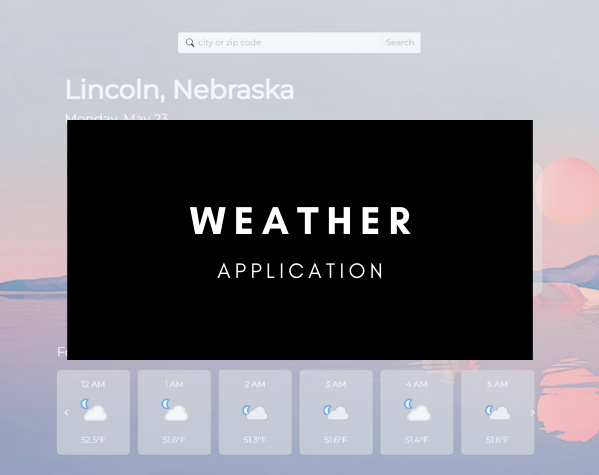 city or zip code Search
Lincoln, Nebraska
Monday, May 23
WEATHER
APPLICATION
12 AM 1 AM 2 AM 3 AM 4 AM 5 AM
52.5°F 51.6°F 51.3°F 51.6°F 51.4°F 51.6°F